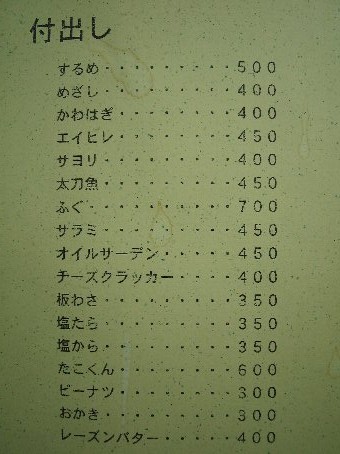 付出し
するめ・・・・・・・・・・500
めざし・・・・・・・・・・400
かわはぎ・・・・・・・・・400
エイヒレ・・・・・・・・・450
サヨリ・・・・・・・・・・400
太刀魚・・・・・・・・・・450
ふぐ・・・・・・・・・・・700
サラミ・・・・・・・・・・450
オイルサーデン・・・・・・450
チーズクラッカー・・・・・400
板わさ・・・・・・・・・・350
塩たら・・・・・・・・・・350
塩から・・・・・・・・・・350
たこくん・・・・・・・・・600
ピーナツ・・・・・・・・・300
おかき・・・・・・・・・・300
レーズンバター・・・・・・400